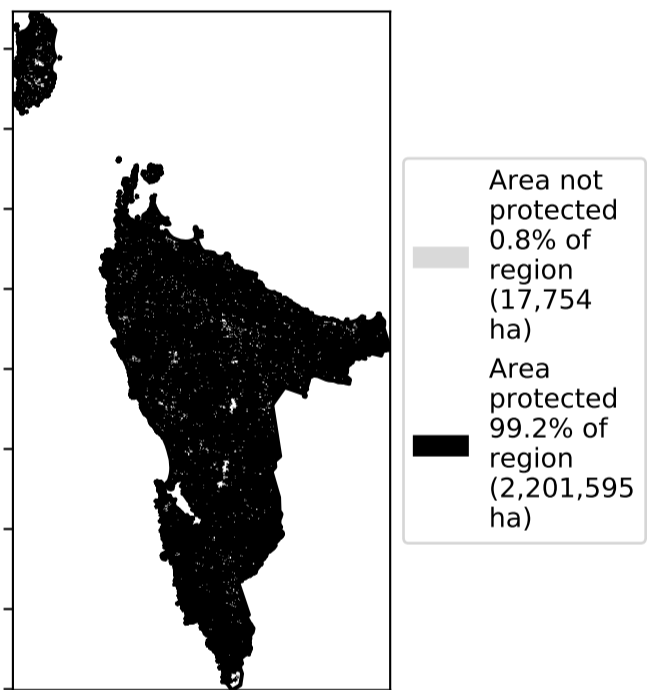 Area not
protected
0.8% of
region
(17,754
ha)
Area
protected
99.2% of
region
(2,201,595
ha)